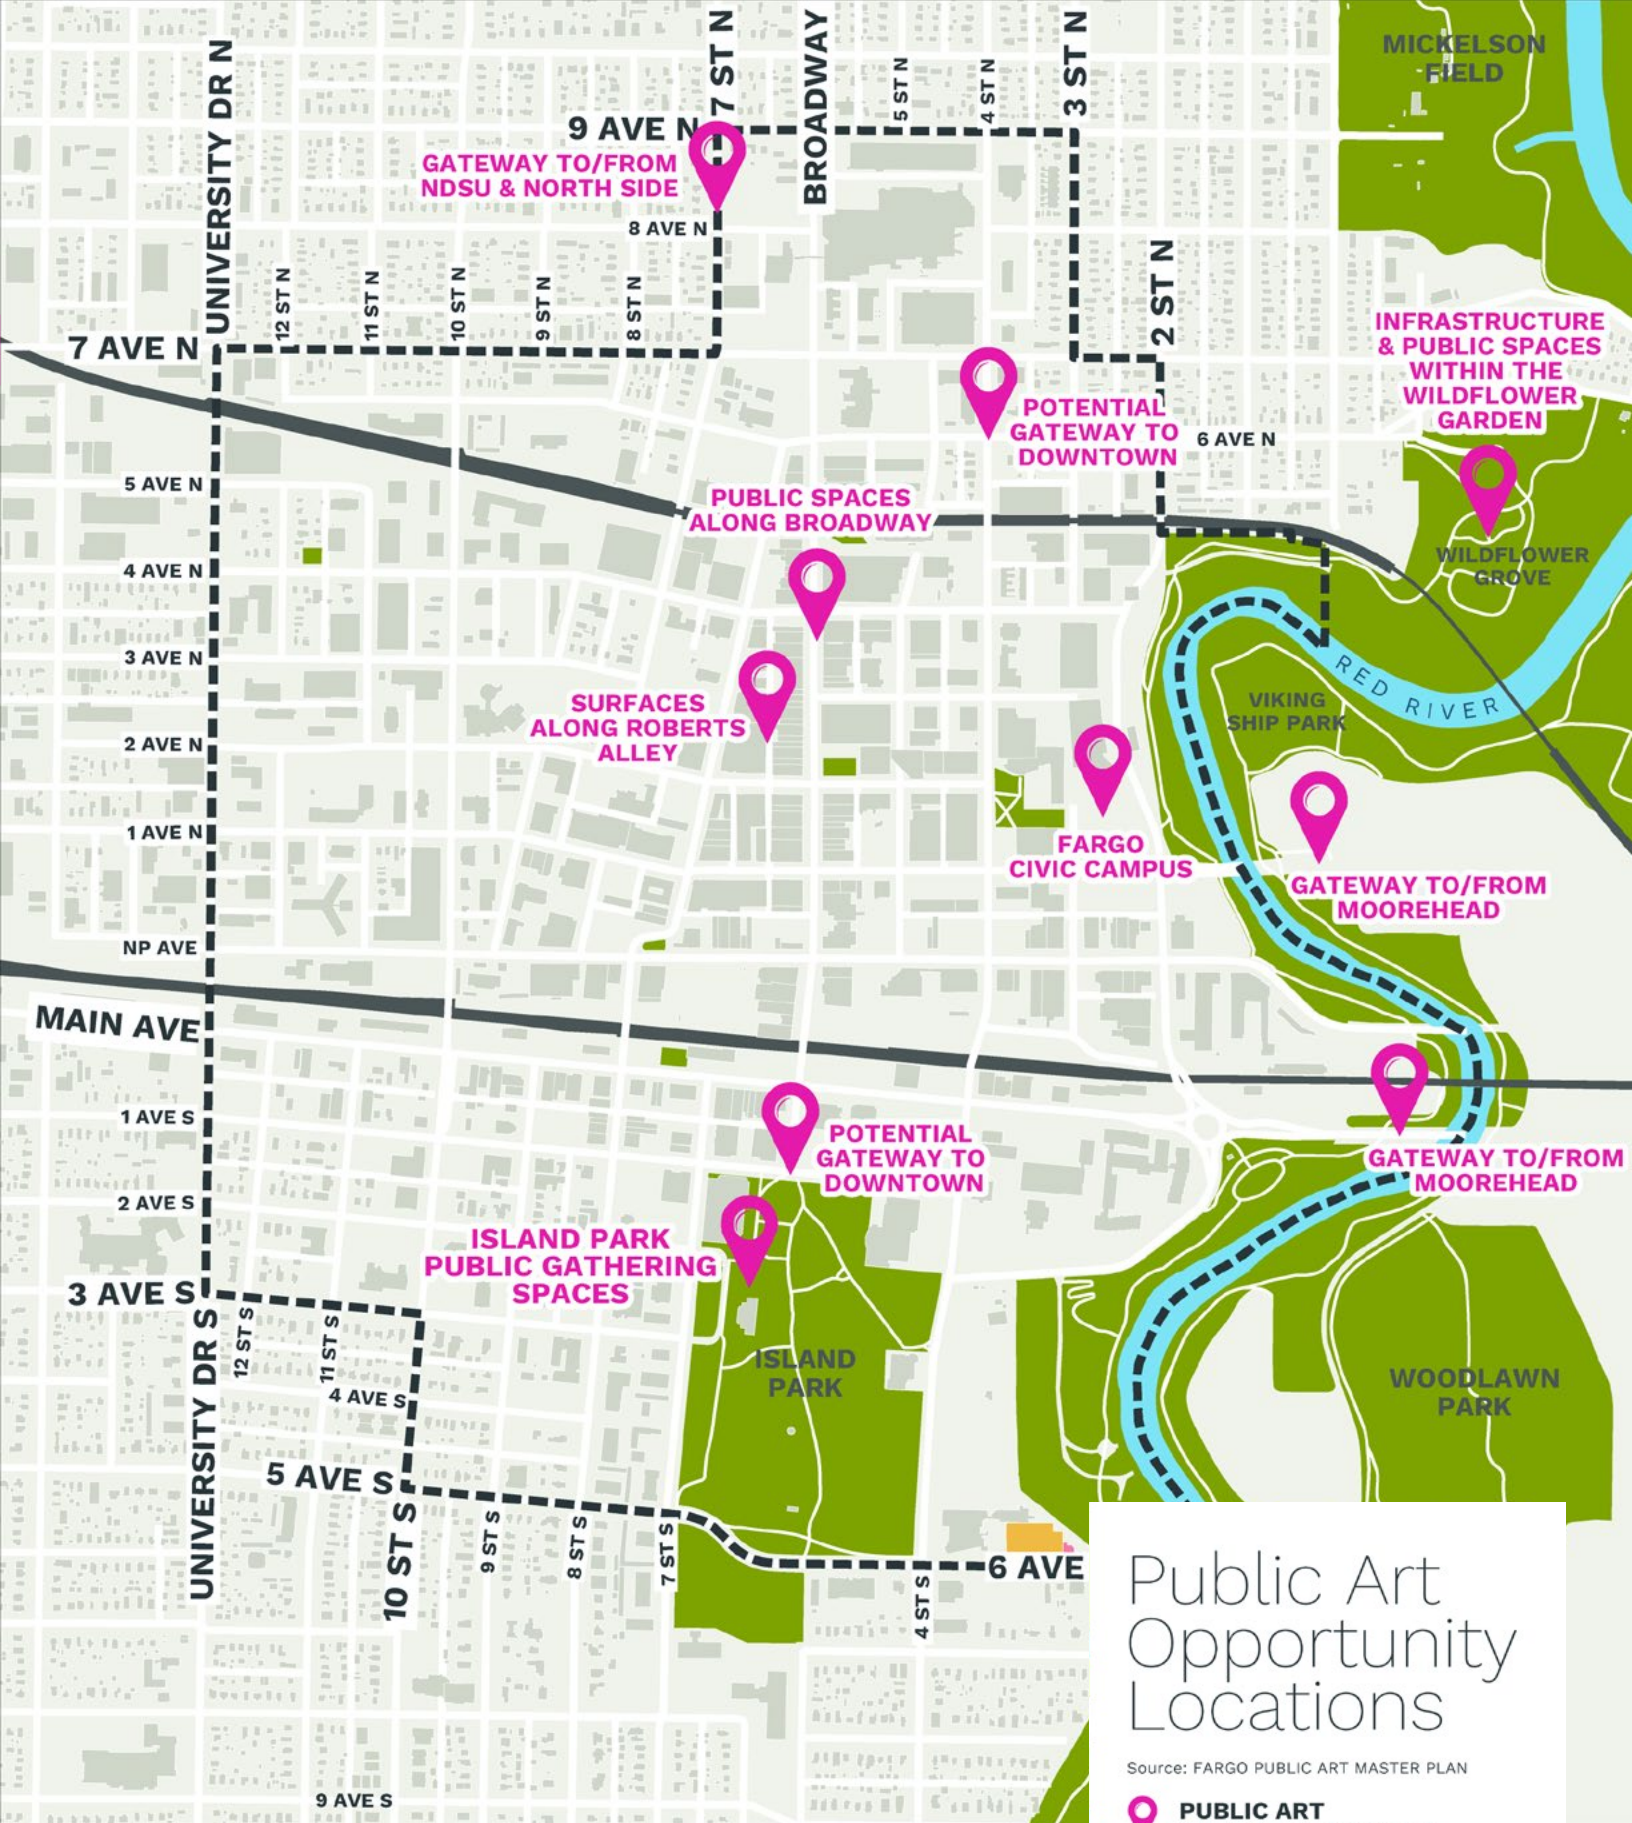 UNIVERSITY DR N
7 ST N
BROADWAY
5 ST N
4 ST N
3 ST N
MICKELSON
FIELD
9 AVE N
GATEWAY TO/FROM
NDSU & NORTH SIDE
8 AVE N
12 ST N
11 ST N
10 ST N
9 ST N
8 ST N
2 ST N
7 AVE N
INFRASTRUCTURE
& PUBLIC SPACES
WITHIN THE
WILDFLOWER
GARDEN
POTENTIAL
GATEWAY TO
DOWNTOWN
6 AVE N
5 AVE N
PUBLIC SPACES
ALONG BROADWAY
WILDFLOWER
GROVE
4 AVE N
3 AVE N
RED RIVER
VIKING
SHIP PARK
SURFACES
ALONG ROBERTS
ALLEY
2 AVE N
1 AVE N
FARGO
CIVIC CAMPUS
GATEWAY TO/FROM
MOOREHEAD
NP AVE
MAIN AVE
1 AVE S
POTENTIAL
GATEWAY TO
DOWNTOWN
GATEWAY TO/FROM
MOOREHEAD
2 AVE S
ISLAND PARK
PUBLIC GATHERING
SPACES
3 AVE S
UNIVERSITY DR S
12 ST S
11 ST S
4 AVE S
ISLAND
PARK
WOODLAWN
PARK
5 AVE S
10 ST S
9 ST S
8 ST S
7 ST S
6 AVE
4 ST S
9 AVE S
Public Art
Opportunity
Locations
Source: FARGO PUBLIC ART MASTER PLAN
PUBLIC ART